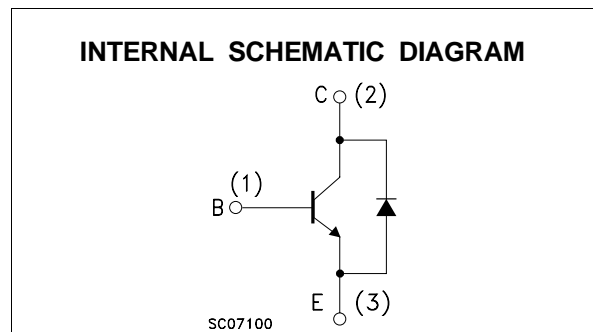 INTERNAL SCHEMATIC DIAGRAM
C (2)
(1)
B
E (3)
SC07100